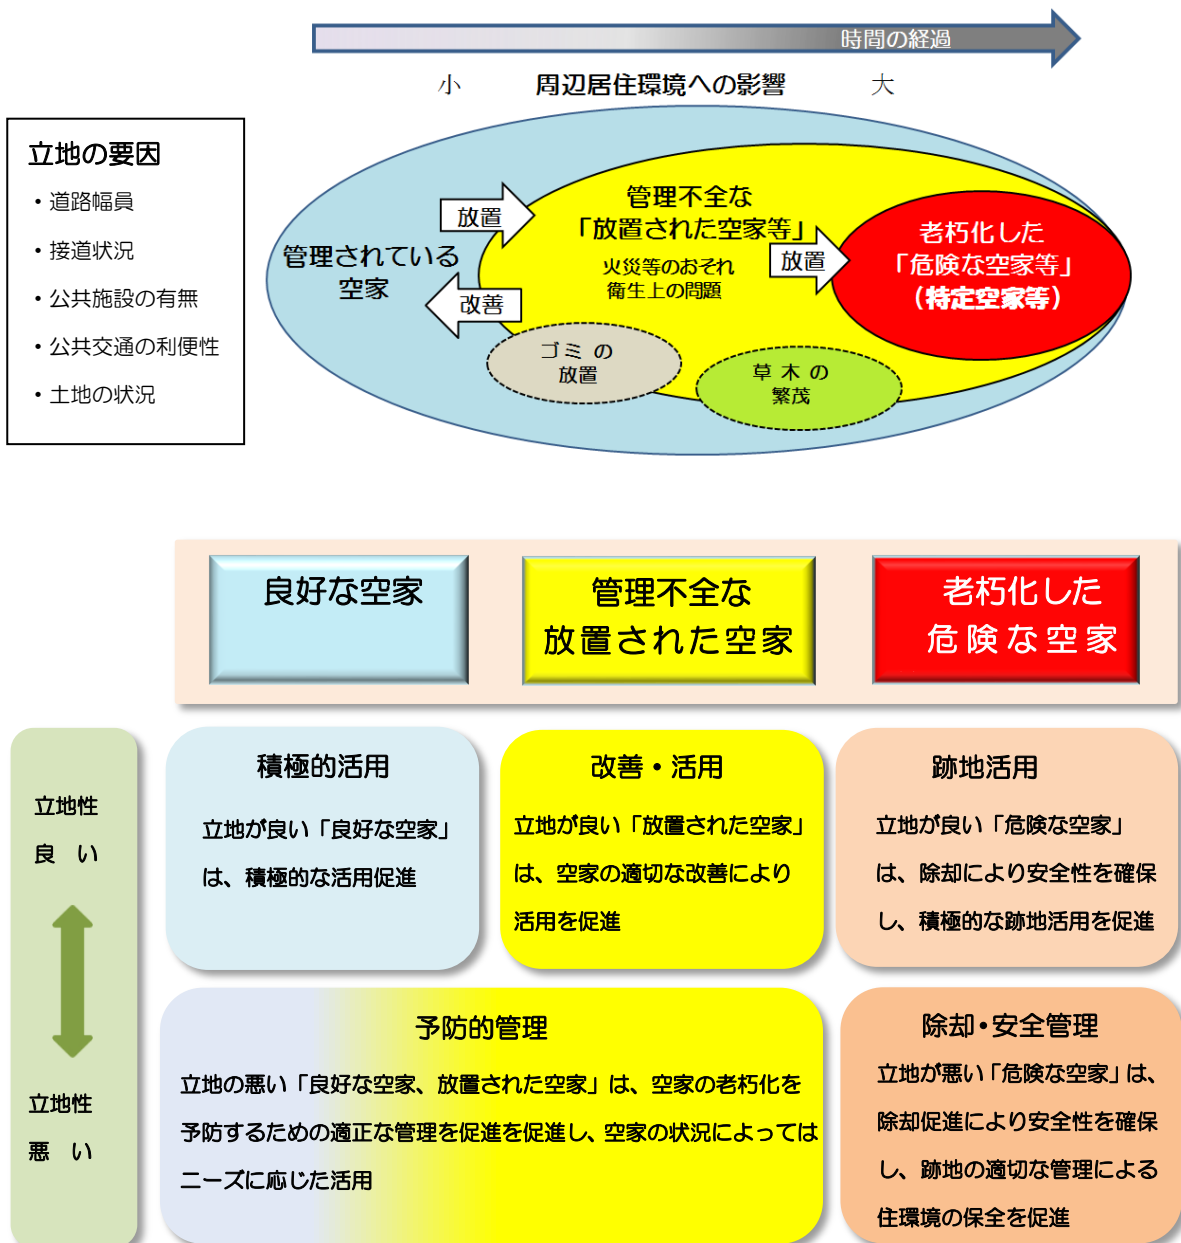 時間の経過
小 周辺居住環境への影響 大
立地の要因
・道路幅員
・接道状況
・公共施設の有無
・公共交通の利便性
・土地の状況
管理されている
空家
放置
改善
管理不全な
「放置された空家等」
火災等のおそれ
衛生上の問題
放置
老朽化した
「危険な空家等」
（特定空家等）
ゴミの
放置
草木の
繁茂
良好な空家
管理不全な
放置された空家
老朽化した
危険な空家
立地性
良い
立地性
悪い
積極的活用
立地が良い「良好な空家」
は、積極的な活用促進
改善・活用
立地が良い「放置された空家」
は、空家の適切な改善により
活用を促進
跡地活用
立地が良い「危険な空家」
は、除却により安全性を確保
し、積極的な跡地活用を促進
予防的管理
立地の悪い「良好な空家、放置された空家」は、空家の老朽化を
予防するための適正な管理を促進を促進し、空家の状況によっては
ニーズに応じた活用
除却・安全管理
立地が悪い「危険な空家」は、
除却促進により安全性を確保
し、跡地の適切な管理による
住環境の保全を促進